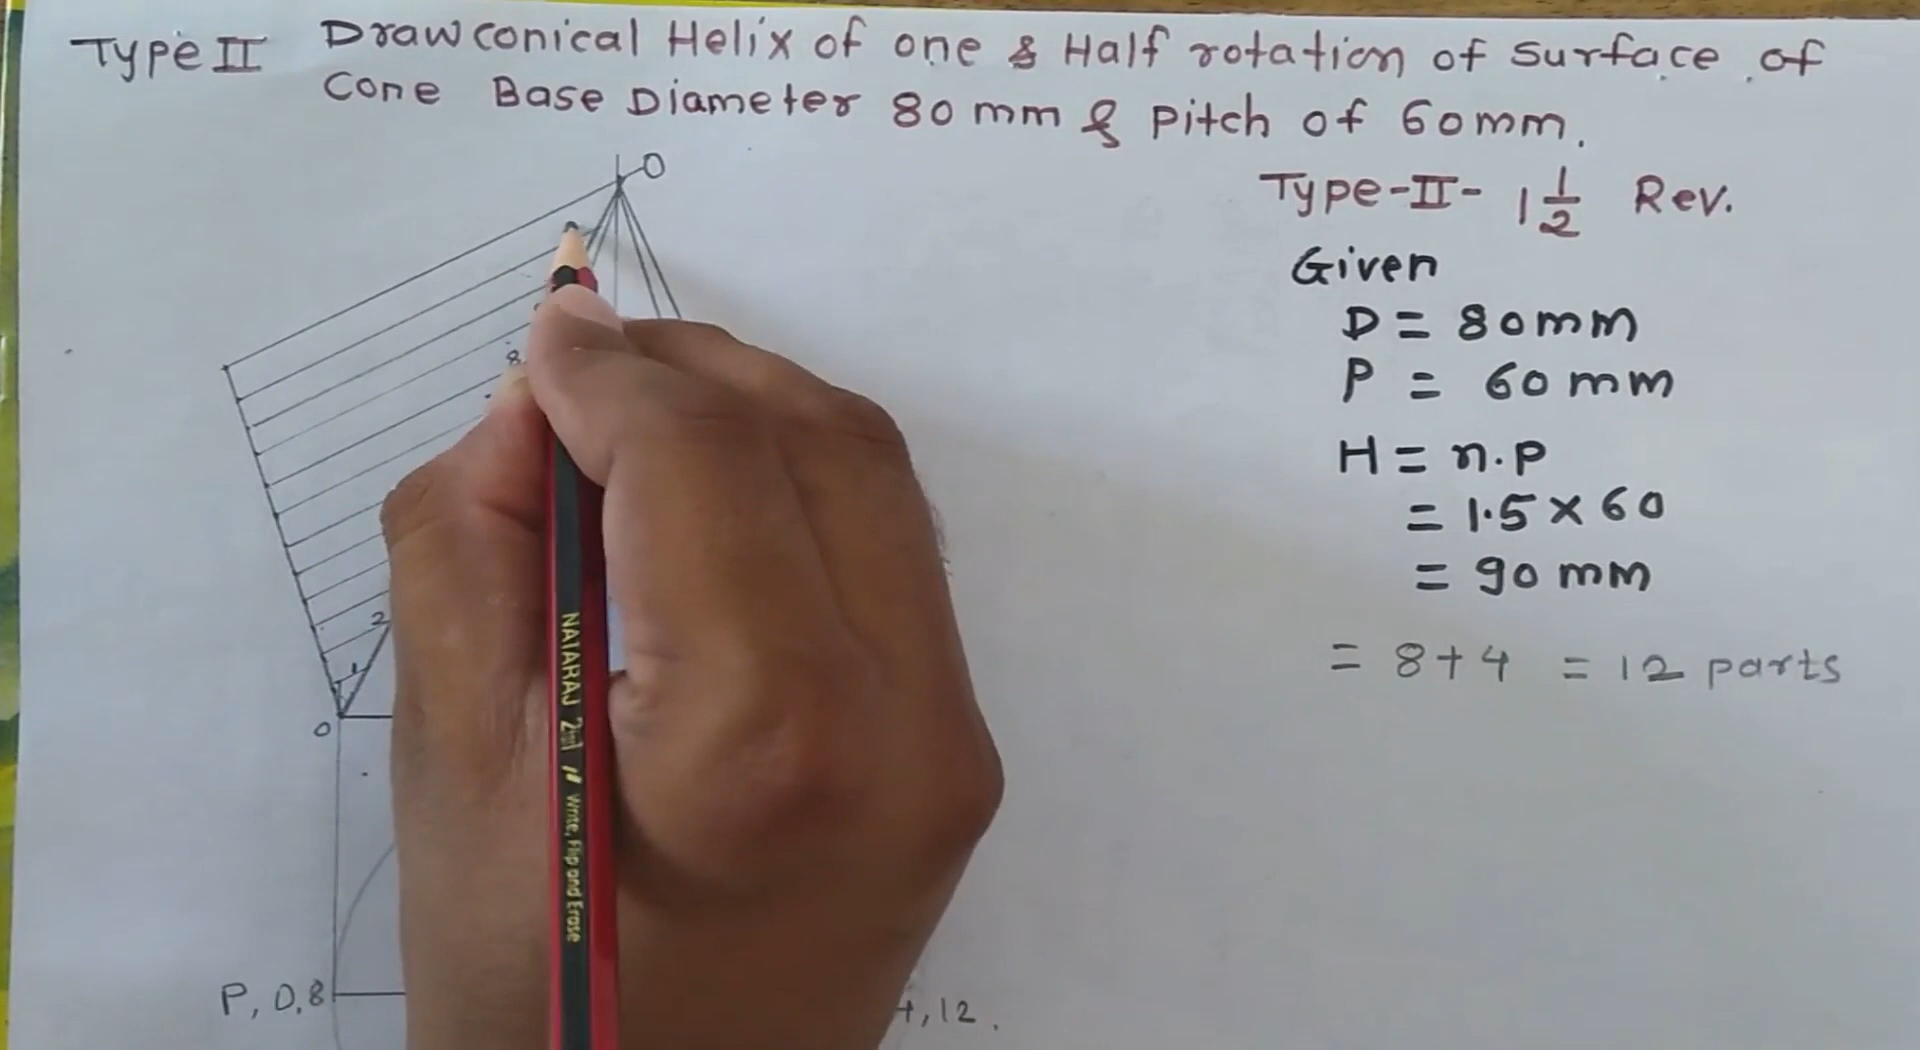 Type II Draw conical Helix of one & Half rotation of surface of
Cone Base Diameter 80 mm & pitch of 60mm.
Type-II- 1 1/2 Rev.
Given
D = 80mm
P = 60 mm
H = n.p
= 1.5 × 60
= 90 mm
= 8+4 = 12 parts
O
8
2
1
0
P, 0,8
,12.
NATARAJ 2in1 Write, Flip and Erase